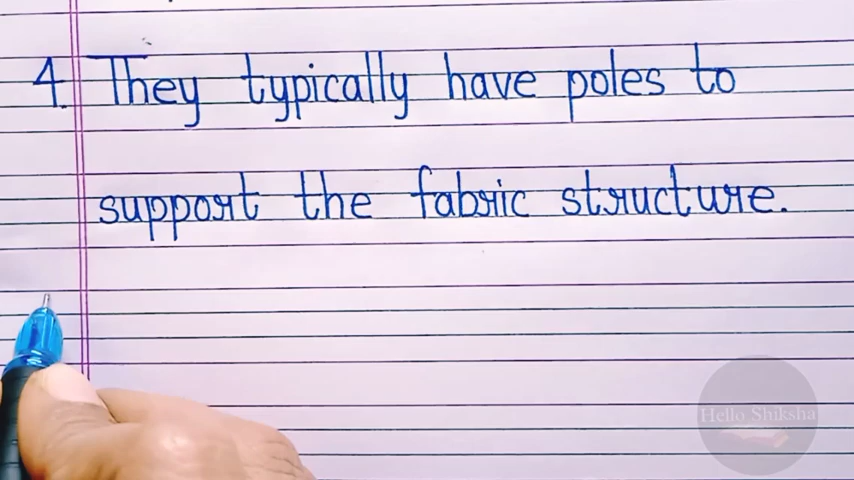 4. They typically have poles to
support the fabric structure.
Hello Shiksha